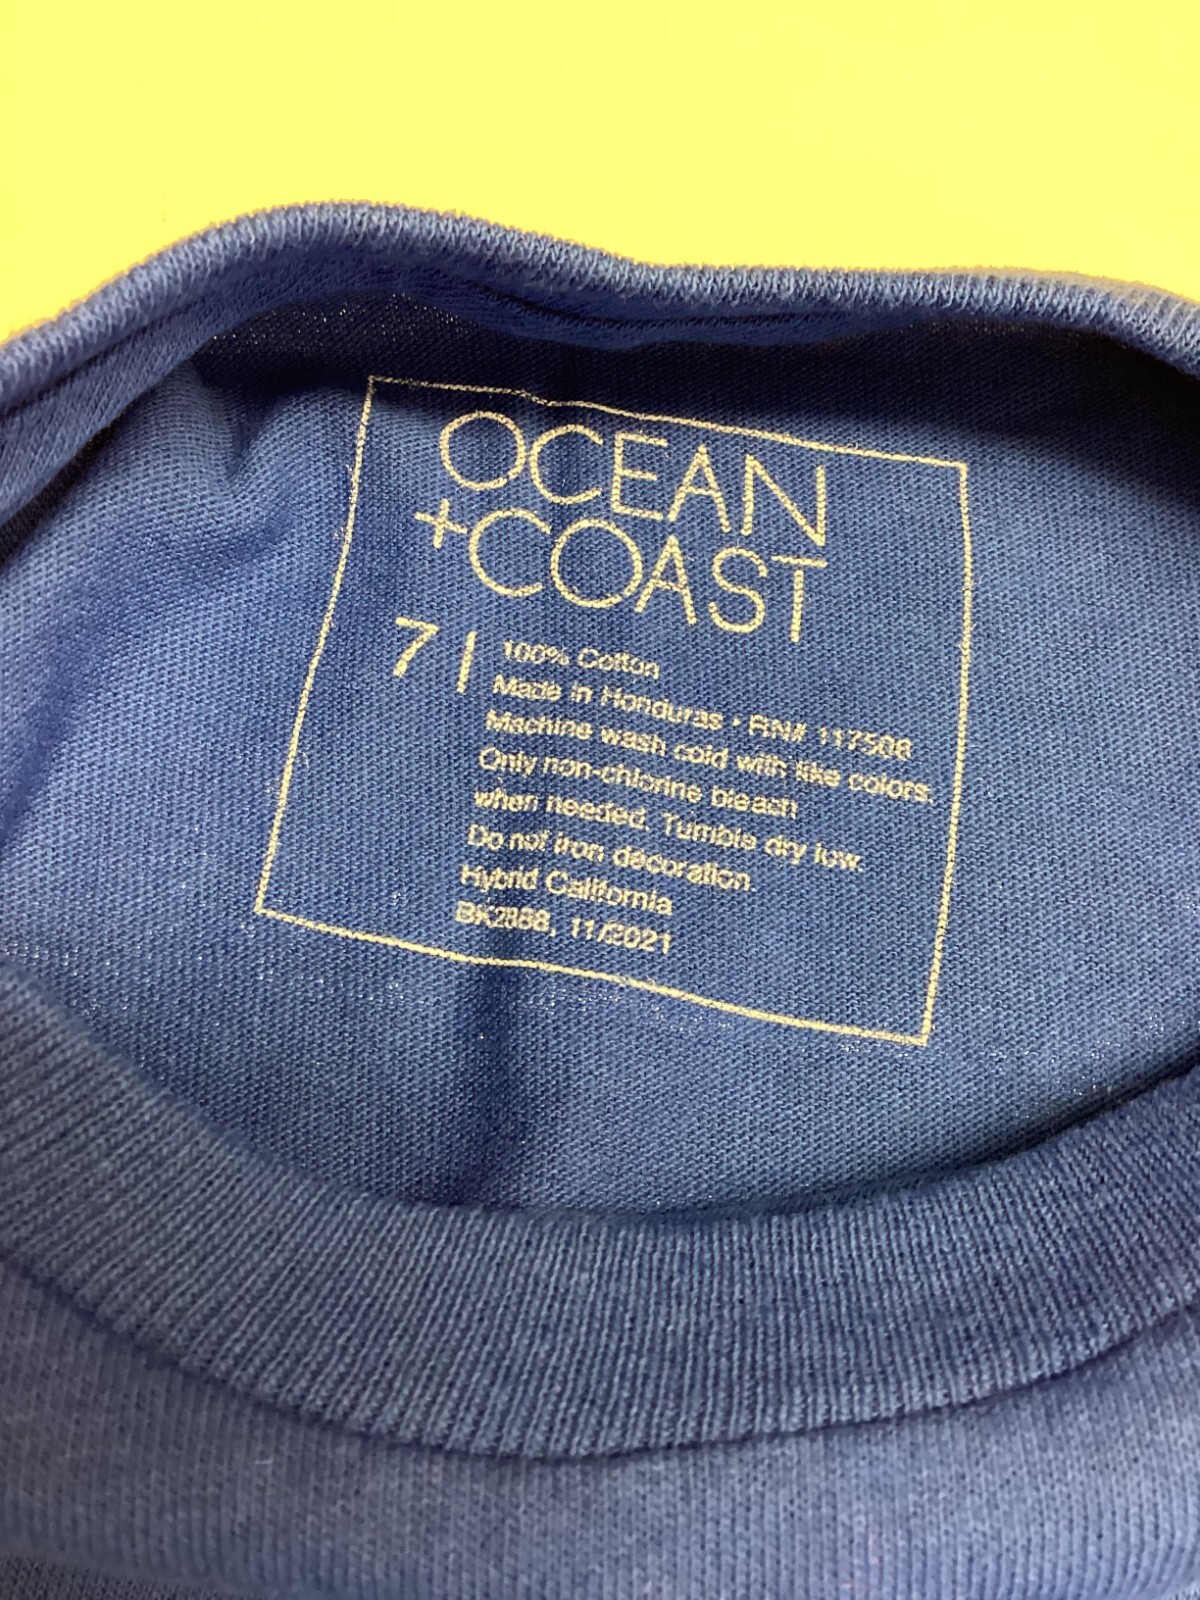 OCEAN
+COAST
7 |
100% Cotton
Made in Honduras • RN# 117508
Machine wash cold with like colors.
Only non-chlorine bleach
when needed. Tumble dry low.
Do not iron decoration.
Hybrid California
11/2021